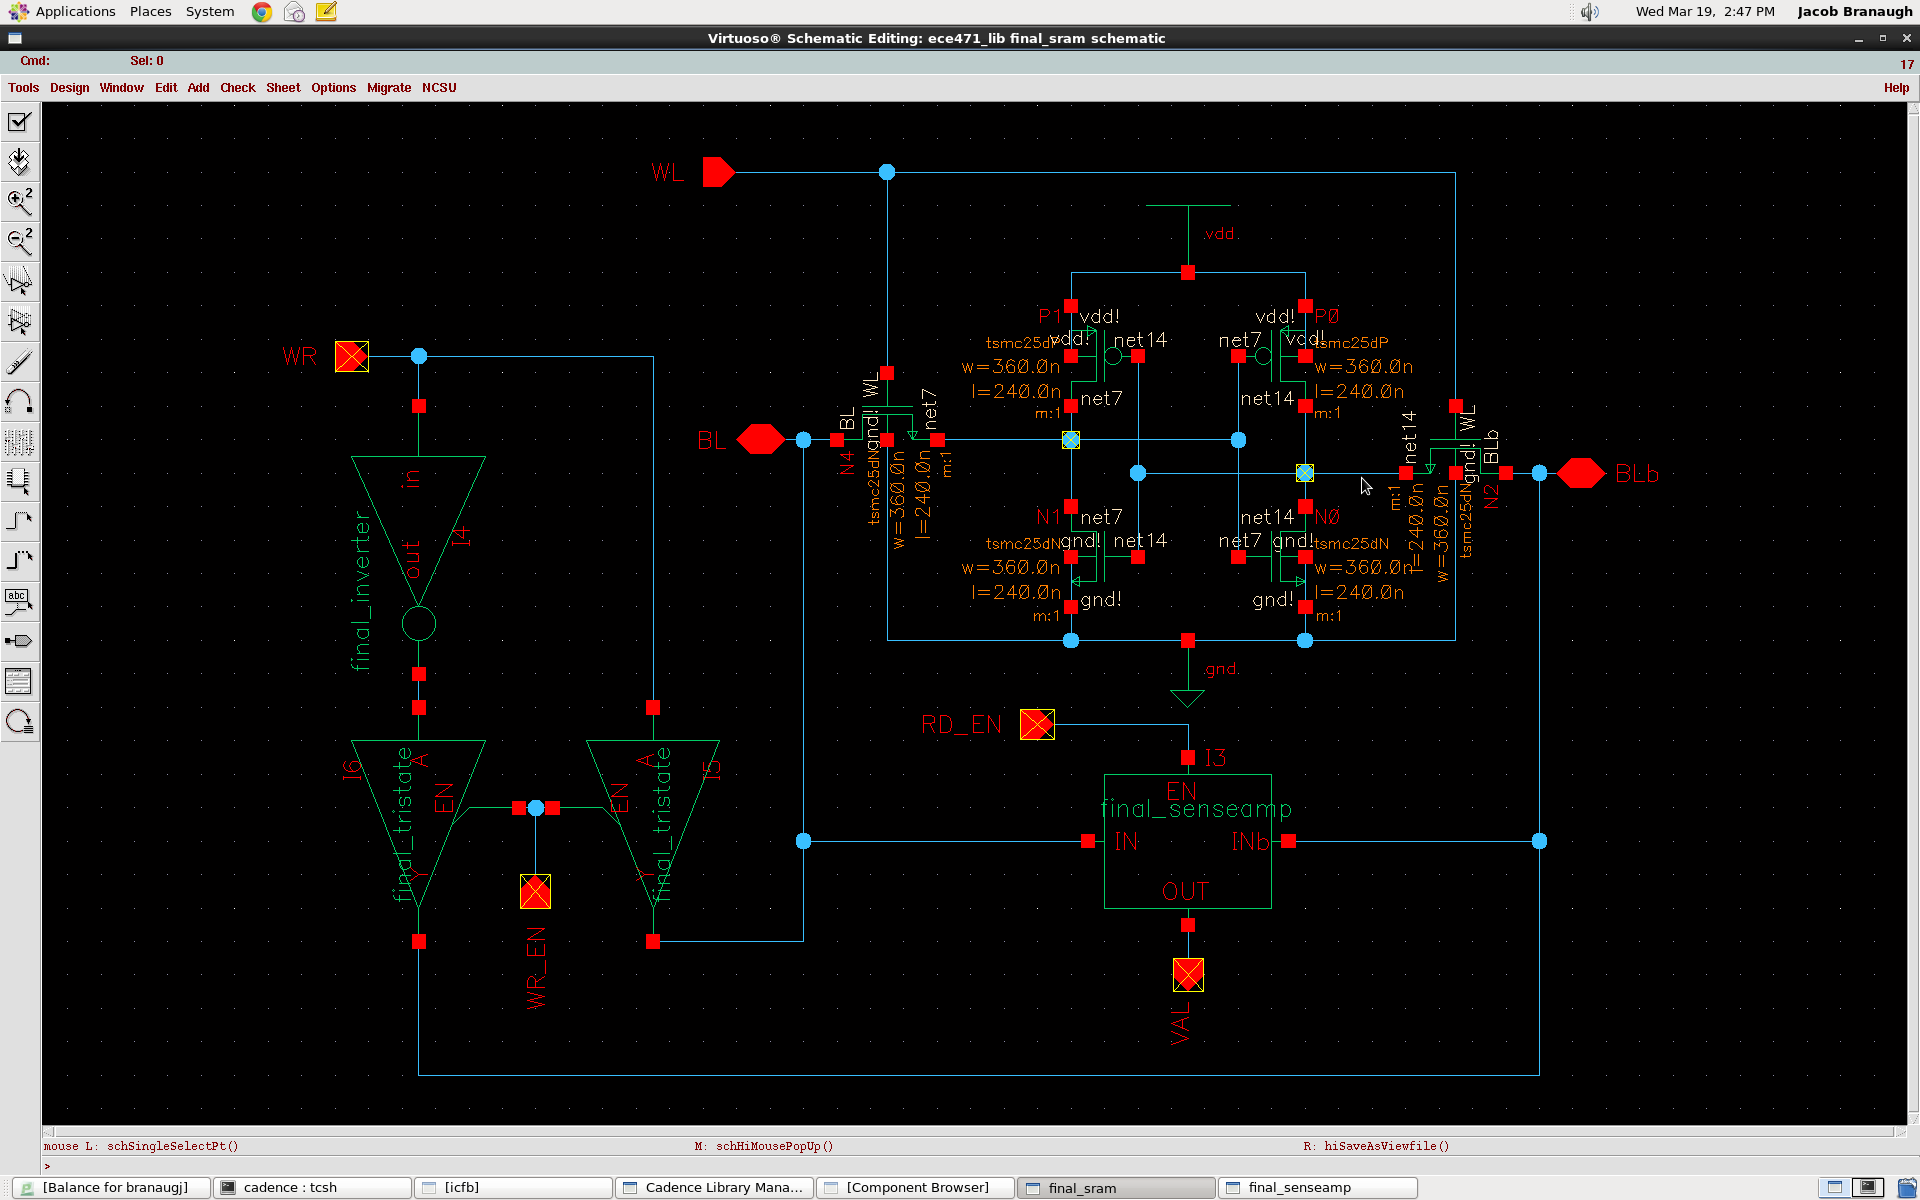 Applications Places System Wed Mar 19, 2:47 PM Jacob Branaugh
Virtuoso® Schematic Editing: ece471_lib final_sram schematic
Cmd: Sel: 0 17
Tools Design Window Edit Add Check Sheet Options Migrate NCSU Help
WL
vdd
P1 vdd! vdd! P0
tsmc25dP vdd! net14 net7 vdd! tsmc25dP
w=360.0n w=360.0n
l=240.0n l=240.0n
net7 net14
m:1 m:1
WR
BL
BL
WL
gnd!
net7
N4
tsmc25dN
w=360.0n
l=240.0n
m:1
net14
WL
gnd!
BLb
m:1
l=240.0n
w=360.0n
tsmc25dN
N2
BLb
N1 net7 net14 N0
tsmc25dN gnd! net14 net7 gnd! tsmc25dN
w=360.0n w=360.0n
l=240.0n l=240.0n
gnd! gnd!
m:1 m:1
gnd
in
out
I4
final_inverter
RD_EN
I3
EN
final_senseamp
IN INb
OUT
VAL
I6
final_tristate
A
EN
Y
EN
A
final_tristate
I5
Y
WR_EN
mouse L: schSingleSelectPt() M: schHiMousePopUp() R: hiSaveAsViewfile()
>
[Balance for branaugj] cadence : tcsh [icfb] Cadence Library Mana... [Component Browser] final_sram final_senseamp